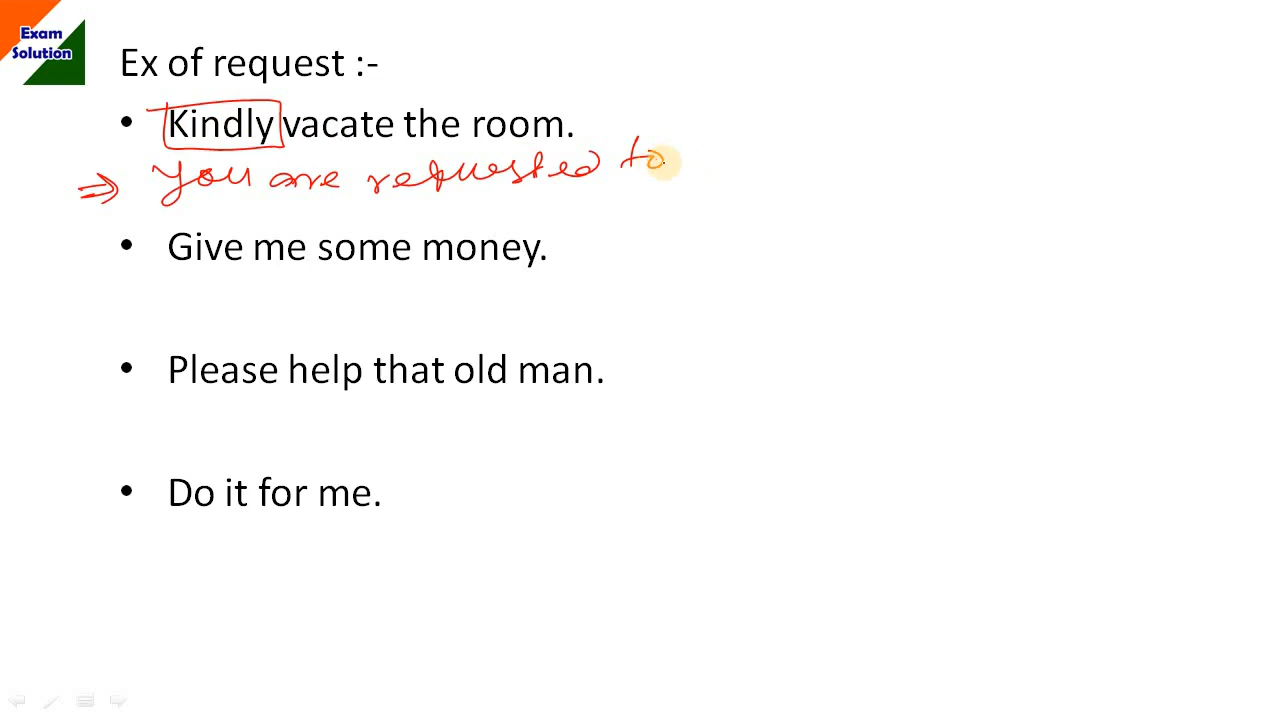 Exam
Solution
Ex of request :-
• Kindly vacate the room.
⇒ You are requested to
• Give me some money.
• Please help that old man.
• Do it for me.